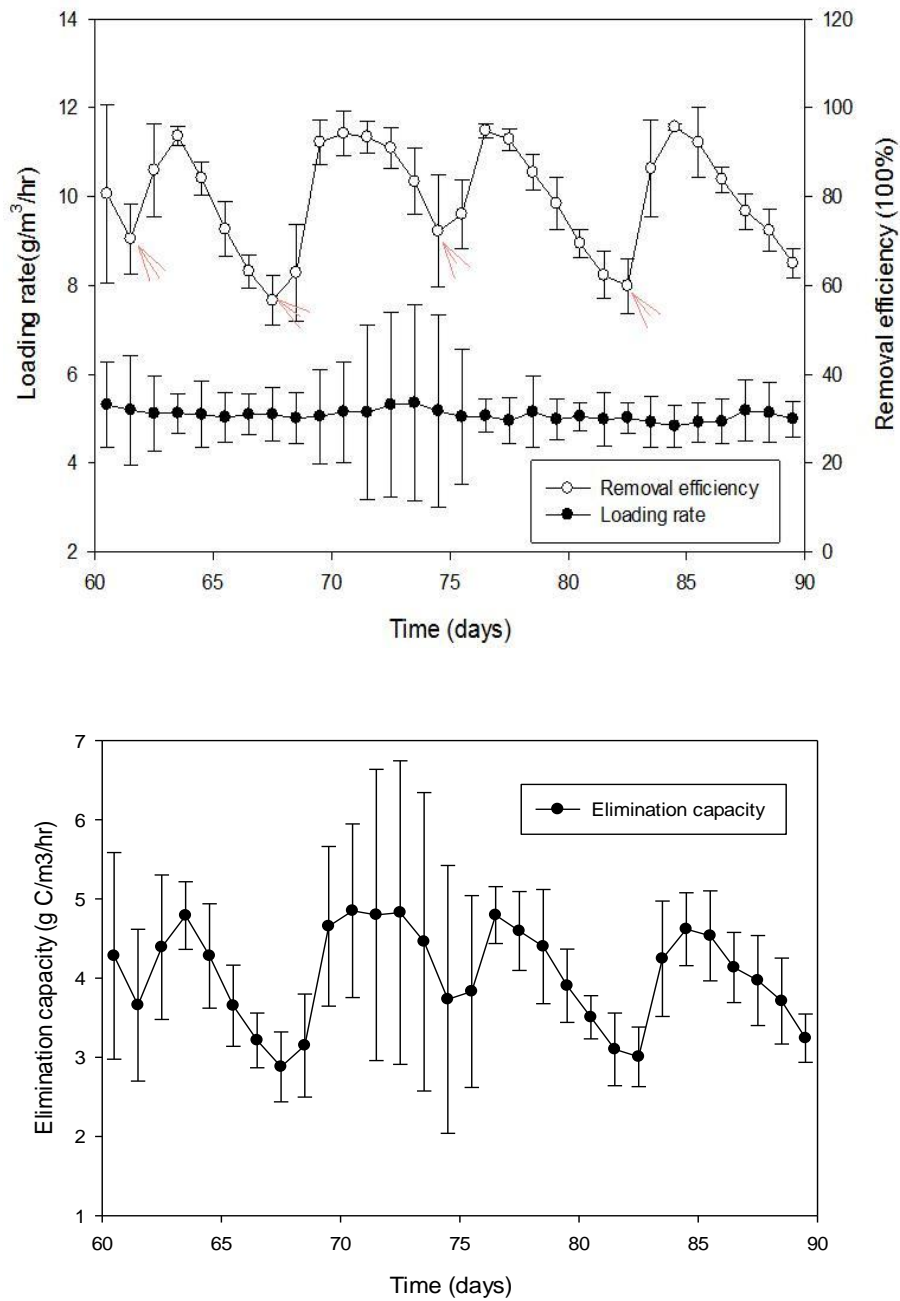 14
12
10
8
6
4
2
Loading rate(g/m³/hr)
120
100
80
60
40
20
0
Removal efficiency (100%)
Removal efficiency
Loading rate
60 65 70 75 80 85 90
Time (days)
7
6
5
4
3
2
1
Elimination capacity (g C/m3/hr)
Elimination capacity
60 65 70 75 80 85 90
Time (days)